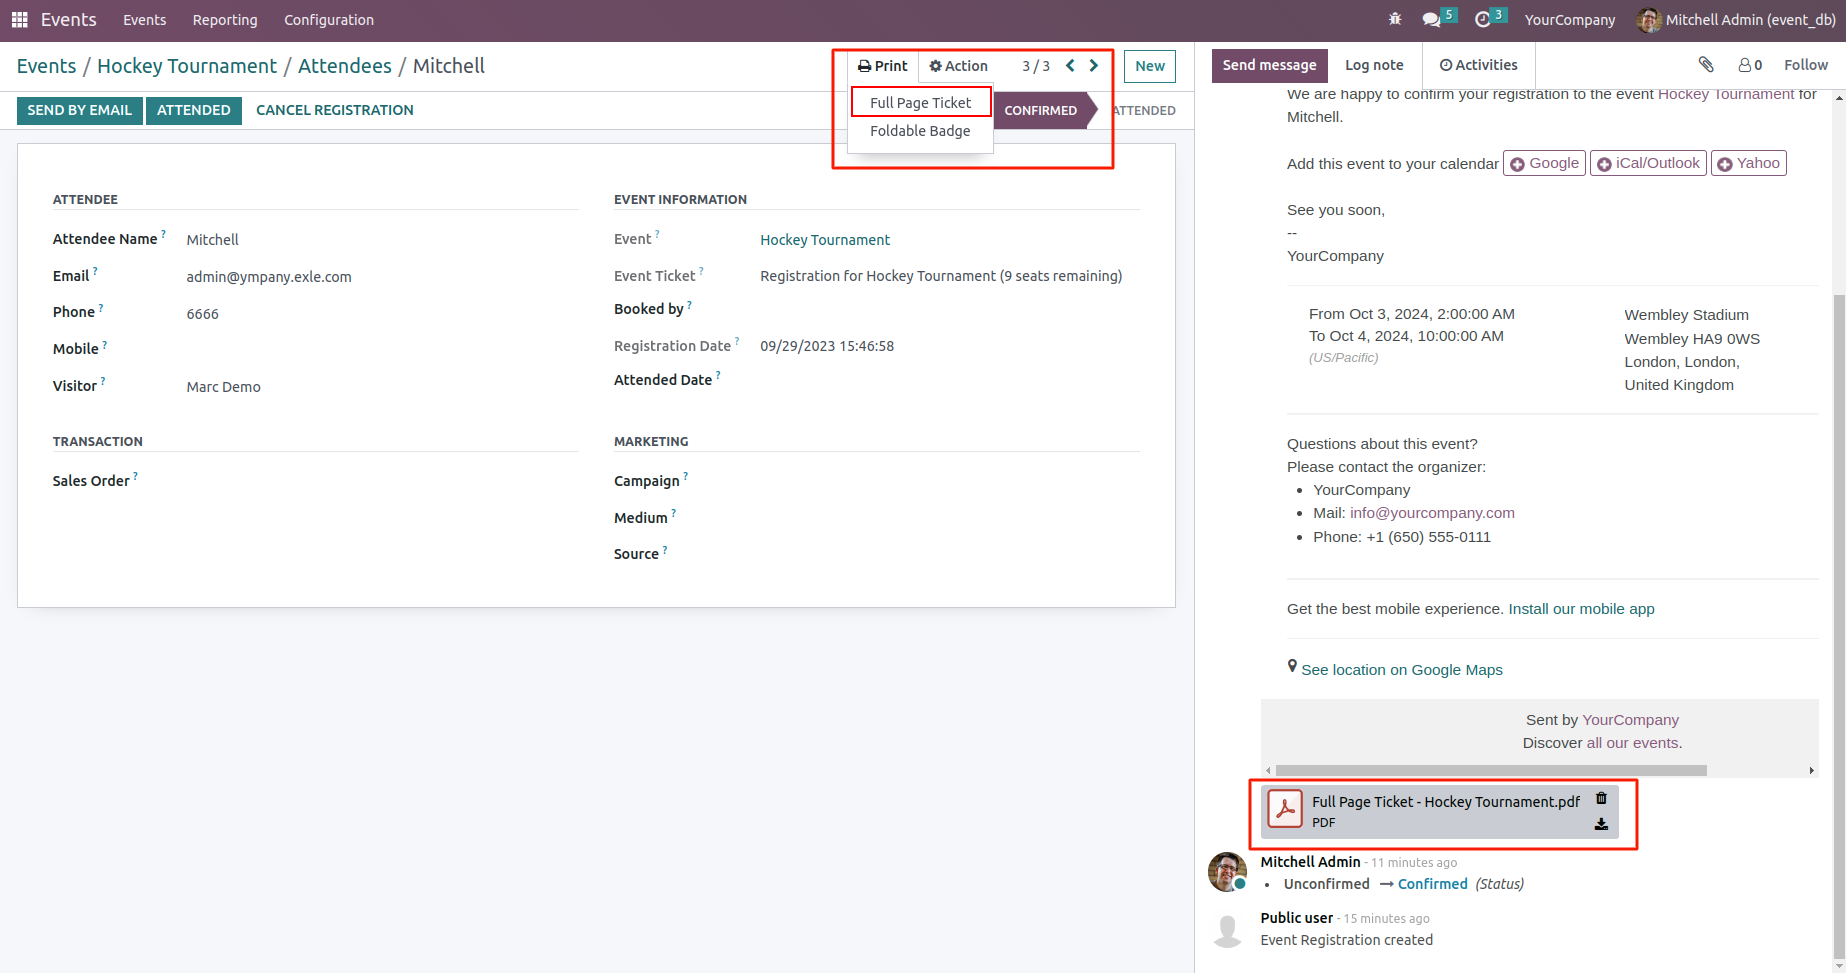 Events Events Reporting Configuration 5 3 YourCompany Mitchell Admin (event_db)
Events / Hockey Tournament / Attendees / Mitchell
Print Action 3 / 3 New
SEND BY EMAIL ATTENDED CANCEL REGISTRATION
Full Page Ticket
Foldable Badge
CONFIRMED ATTENDED
ATTENDEE
Attendee Name ? Mitchell
Email ? admin@ympany.exle.com
Phone ? 6666
Mobile ?
Visitor ? Marc Demo
EVENT INFORMATION
Event ? Hockey Tournament
Event Ticket ? Registration for Hockey Tournament (9 seats remaining)
Booked by ?
Registration Date ? 09/29/2023 15:46:58
Attended Date ?
TRANSACTION
Sales Order ?
MARKETING
Campaign ?
Medium ?
Source ?
Send message Log note Activities 0 Follow
We are happy to confirm your registration to the event Hockey Tournament for
Mitchell.
Add this event to your calendar Google iCal/Outlook Yahoo
See you soon,
--
YourCompany
From Oct 3, 2024, 2:00:00 AM
To Oct 4, 2024, 10:00:00 AM
(US/Pacific)
Wembley Stadium
Wembley HA9 0WS
London, London,
United Kingdom
Questions about this event?
Please contact the organizer:
• YourCompany
• Mail: info@yourcompany.com
• Phone: +1 (650) 555-0111
Get the best mobile experience. Install our mobile app
See location on Google Maps
Sent by YourCompany
Discover all our events.
Full Page Ticket - Hockey Tournament.pdf
PDF
Mitchell Admin - 11 minutes ago
• Unconfirmed → Confirmed (Status)
Public user - 15 minutes ago
Event Registration created